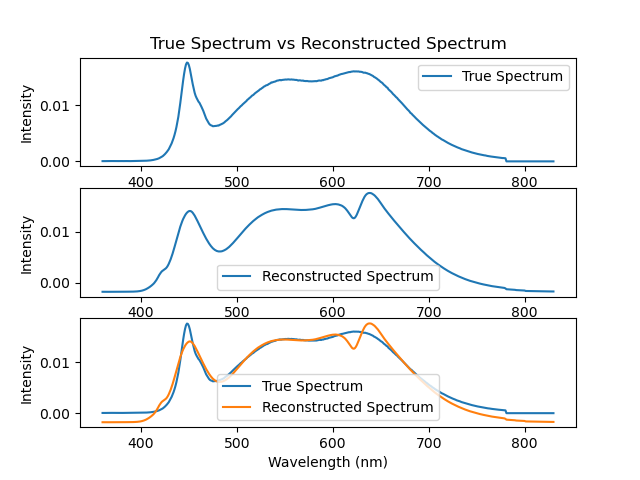 True Spectrum vs Reconstructed Spectrum
Intensity
0.01
0.00
True Spectrum
400 500 600 700 800
Intensity
0.01
0.00
Reconstructed Spectrum
400 500 600 700 800
Intensity
0.01
0.00
True Spectrum
Reconstructed Spectrum
400 500 600 700 800
Wavelength (nm)